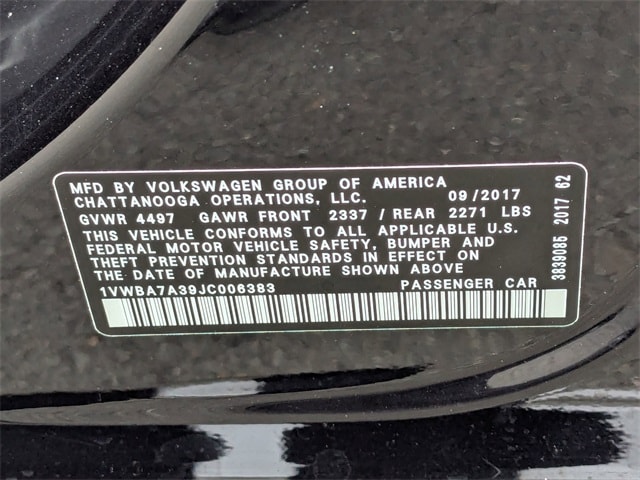 MFD BY VOLKSWAGEN GROUP OF AMERICA
CHATTANOOGA OPERATIONS, LLC. 09/2017
GVWR 4497 GAWR FRONT 2337 / REAR 2271 LBS
THIS VEHICLE CONFORMS TO ALL APPLICABLE U.S.
FEDERAL MOTOR VEHICLE SAFETY, BUMPER AND
THEFT PREVENTION STANDARDS IN EFFECT ON
THE DATE OF MANUFACTURE SHOWN ABOVE
1VWBA7A39JC006383 PASSENGER CAR
3839085 2017 62